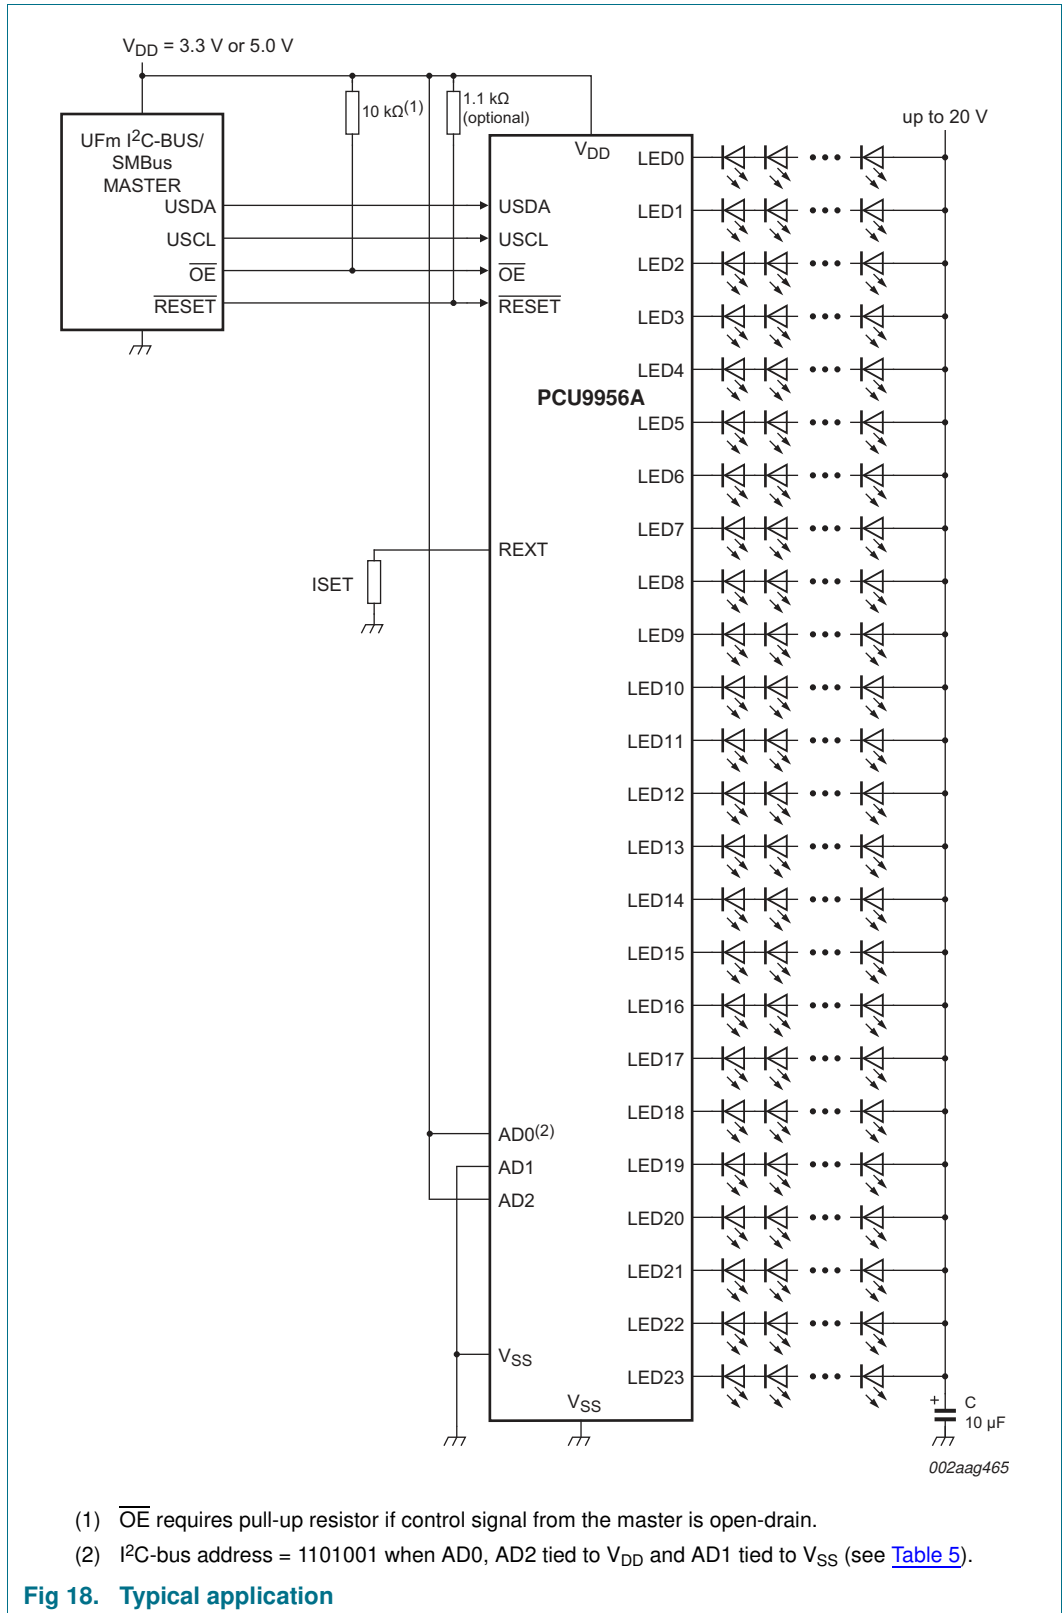 VDD = 3.3 V or 5.0 V
10 kΩ(1)
1.1 kΩ
(optional)
up to 20 V
UFm I2C-BUS/
SMBus
MASTER
USDA
USCL
OE
RESET
VDD
USDA
USCL
OE
RESET
PCU9956A
REXT
ISET
AD0(2)
AD1
AD2
VSS
VSS
LED0
LED1
LED2
LED3
LED4
LED5
LED6
LED7
LED8
LED9
LED10
LED11
LED12
LED13
LED14
LED15
LED16
LED17
LED18
LED19
LED20
LED21
LED22
LED23
+
C
10 μF
002aag465
(1) OE requires pull-up resistor if control signal from the master is open-drain.
(2) I2C-bus address = 1101001 when AD0, AD2 tied to VDD and AD1 tied to VSS (see Table 5).
Fig 18. Typical application